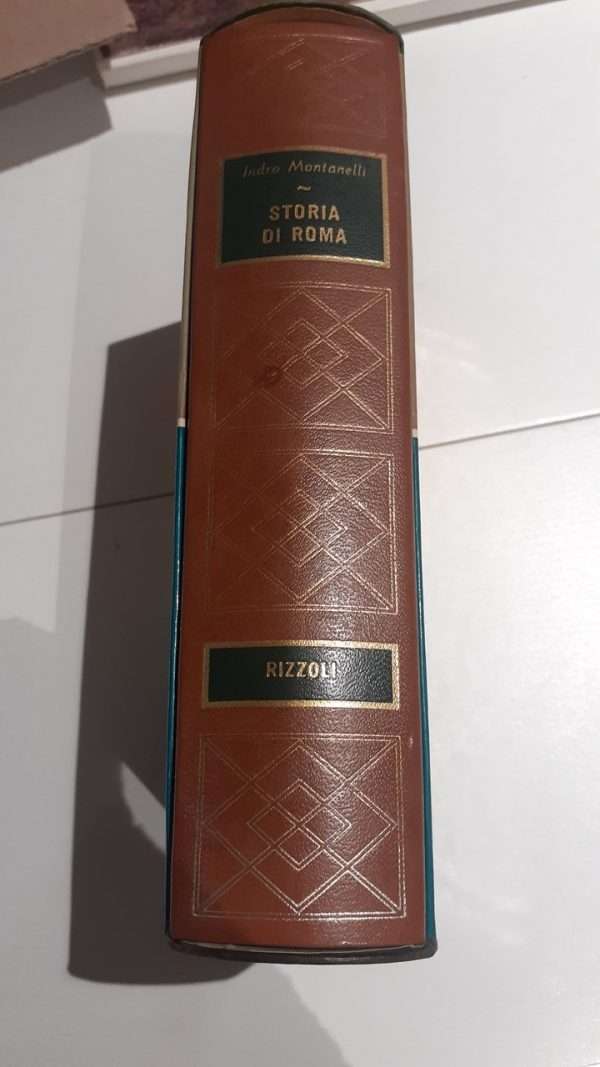 Indro Montanelli
~
STORIA
DI ROMA
RIZZOLI